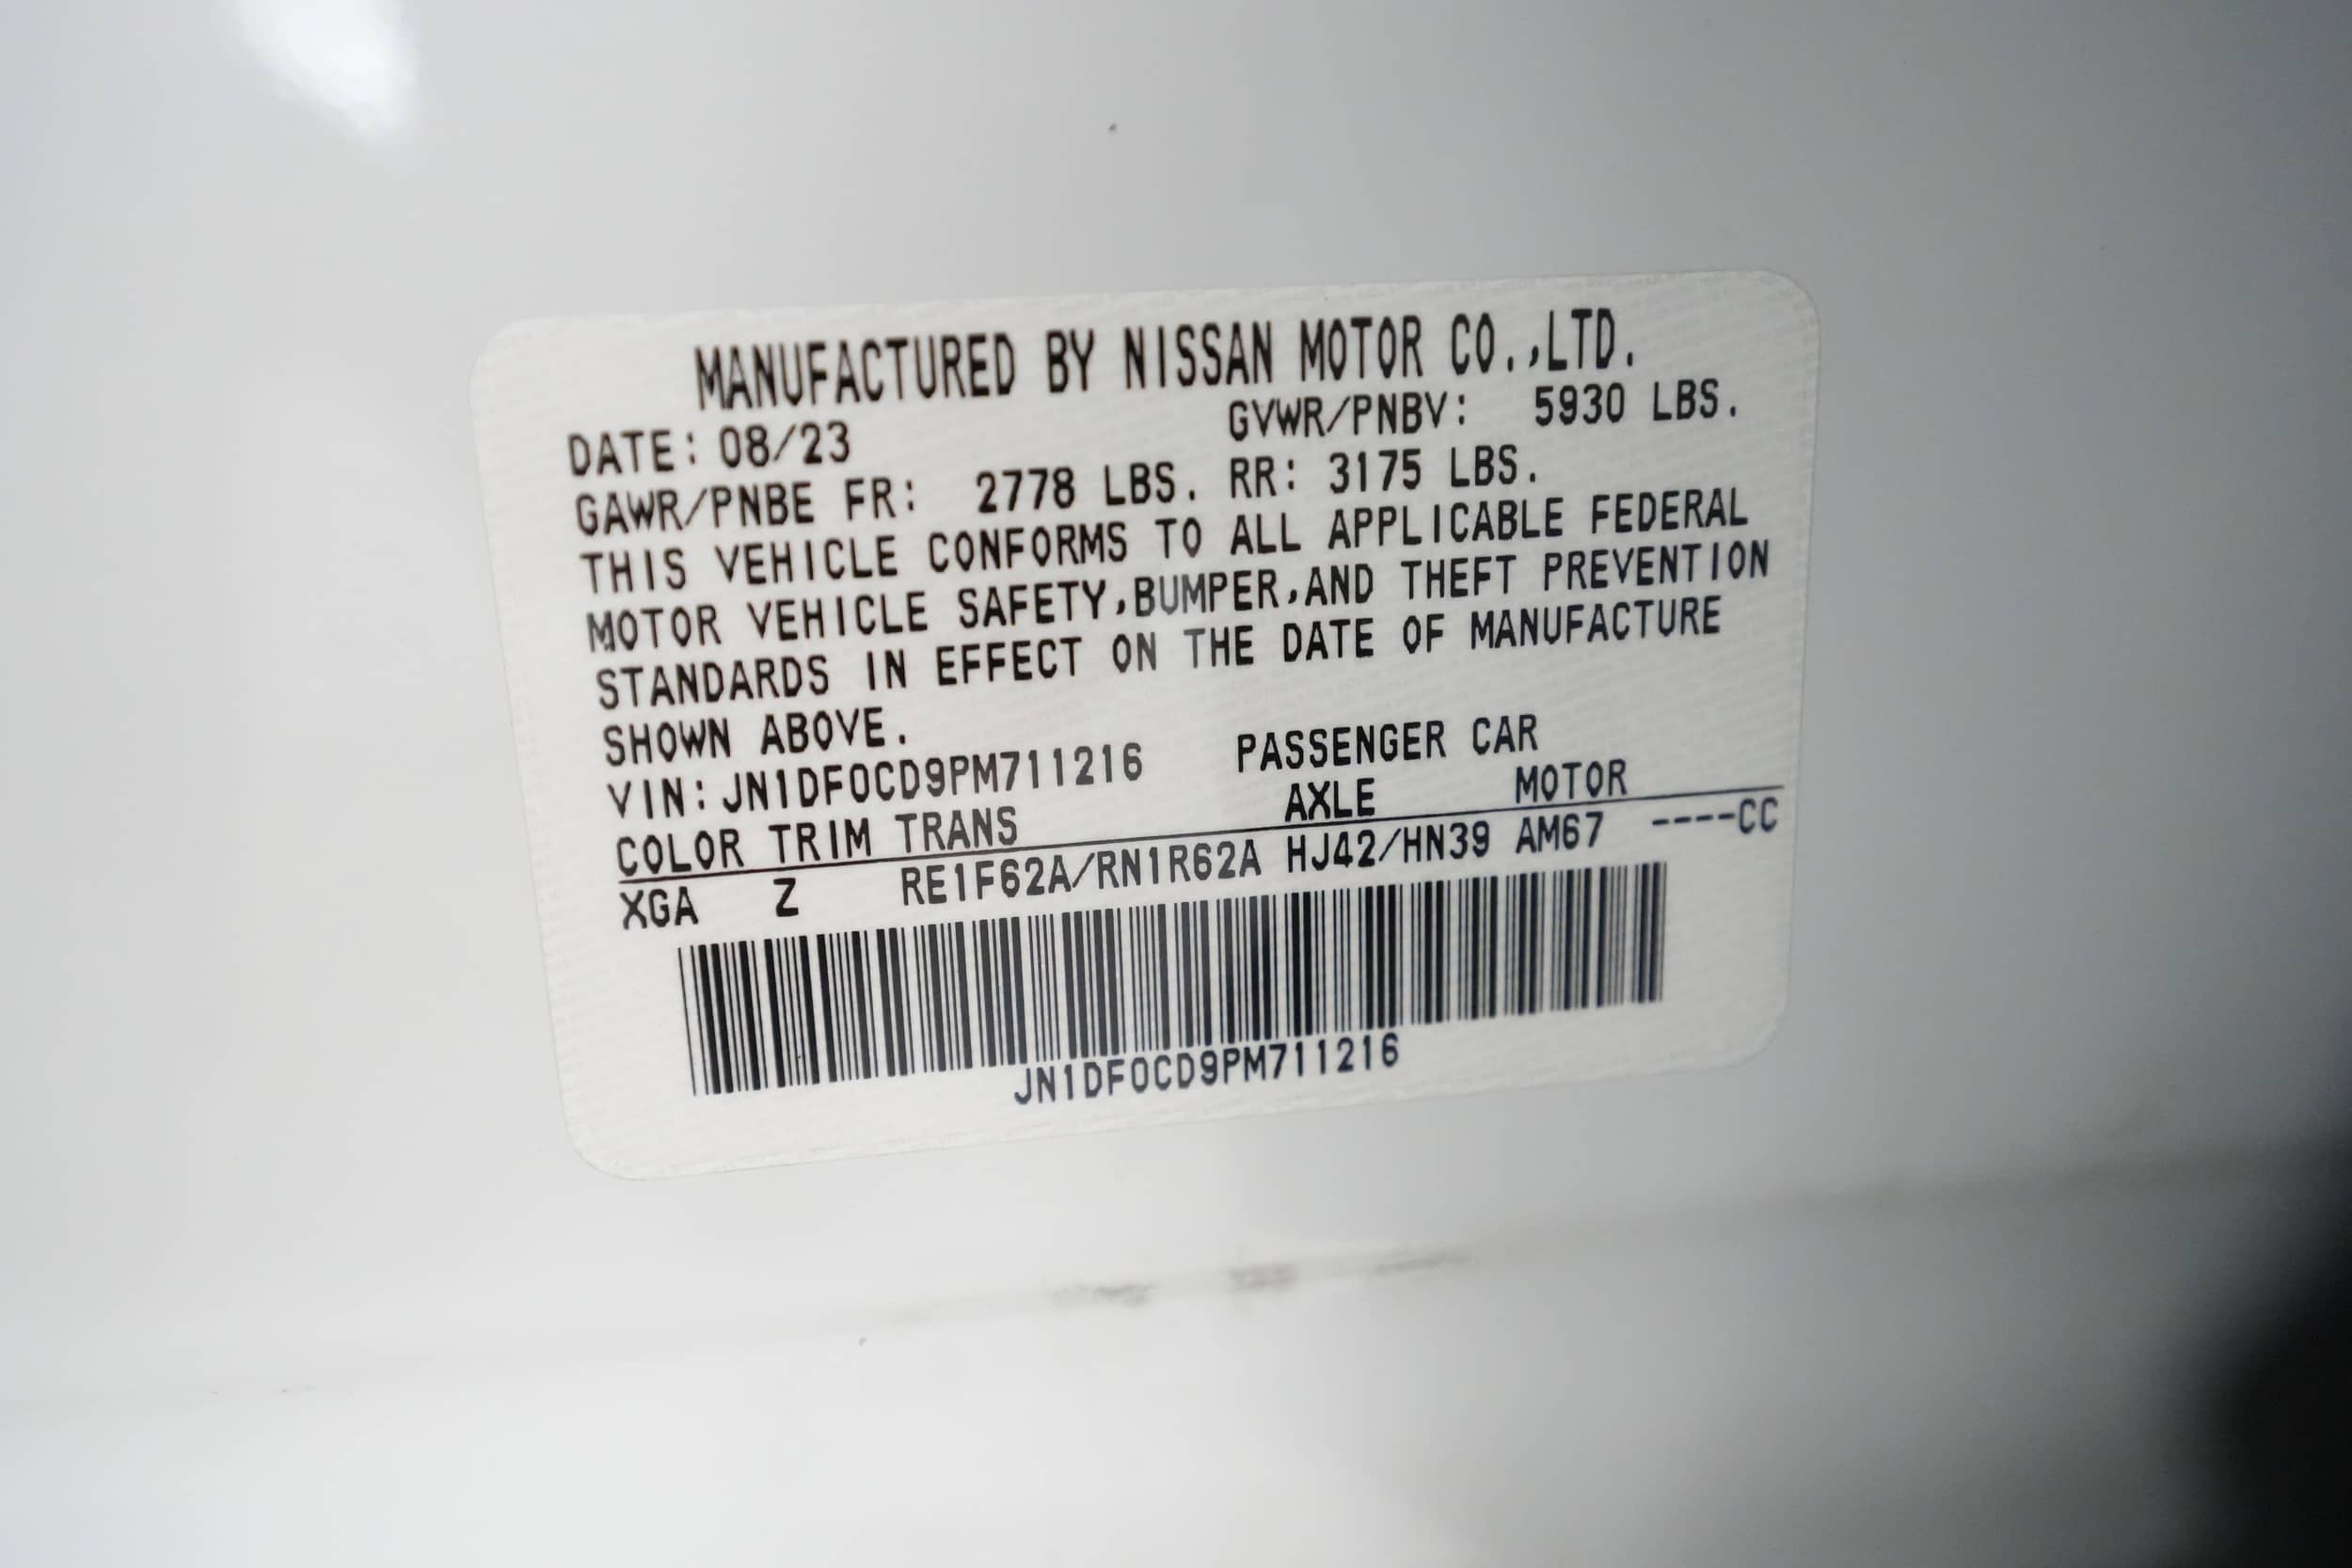 MANUFACTURED BY NISSAN MOTOR CO.,LTD.
DATE: 08/23 GVWR/PNBV: 5930 LBS.
GAWR/PNBE FR: 2778 LBS. RR: 3175 LBS.
THIS VEHICLE CONFORMS TO ALL APPLICABLE FEDERAL
MOTOR VEHICLE SAFETY,BUMPER,AND THEFT PREVENTION
STANDARDS IN EFFECT ON THE DATE OF MANUFACTURE
SHOWN ABOVE.
VIN:JN1DF0CD9PM711216 PASSENGER CAR
COLOR TRIM TRANS AXLE MOTOR
XGA Z RE1F62A/RN1R62A HJ42/HN39 AM67 ----CC
JN1DF0CD9PM711216